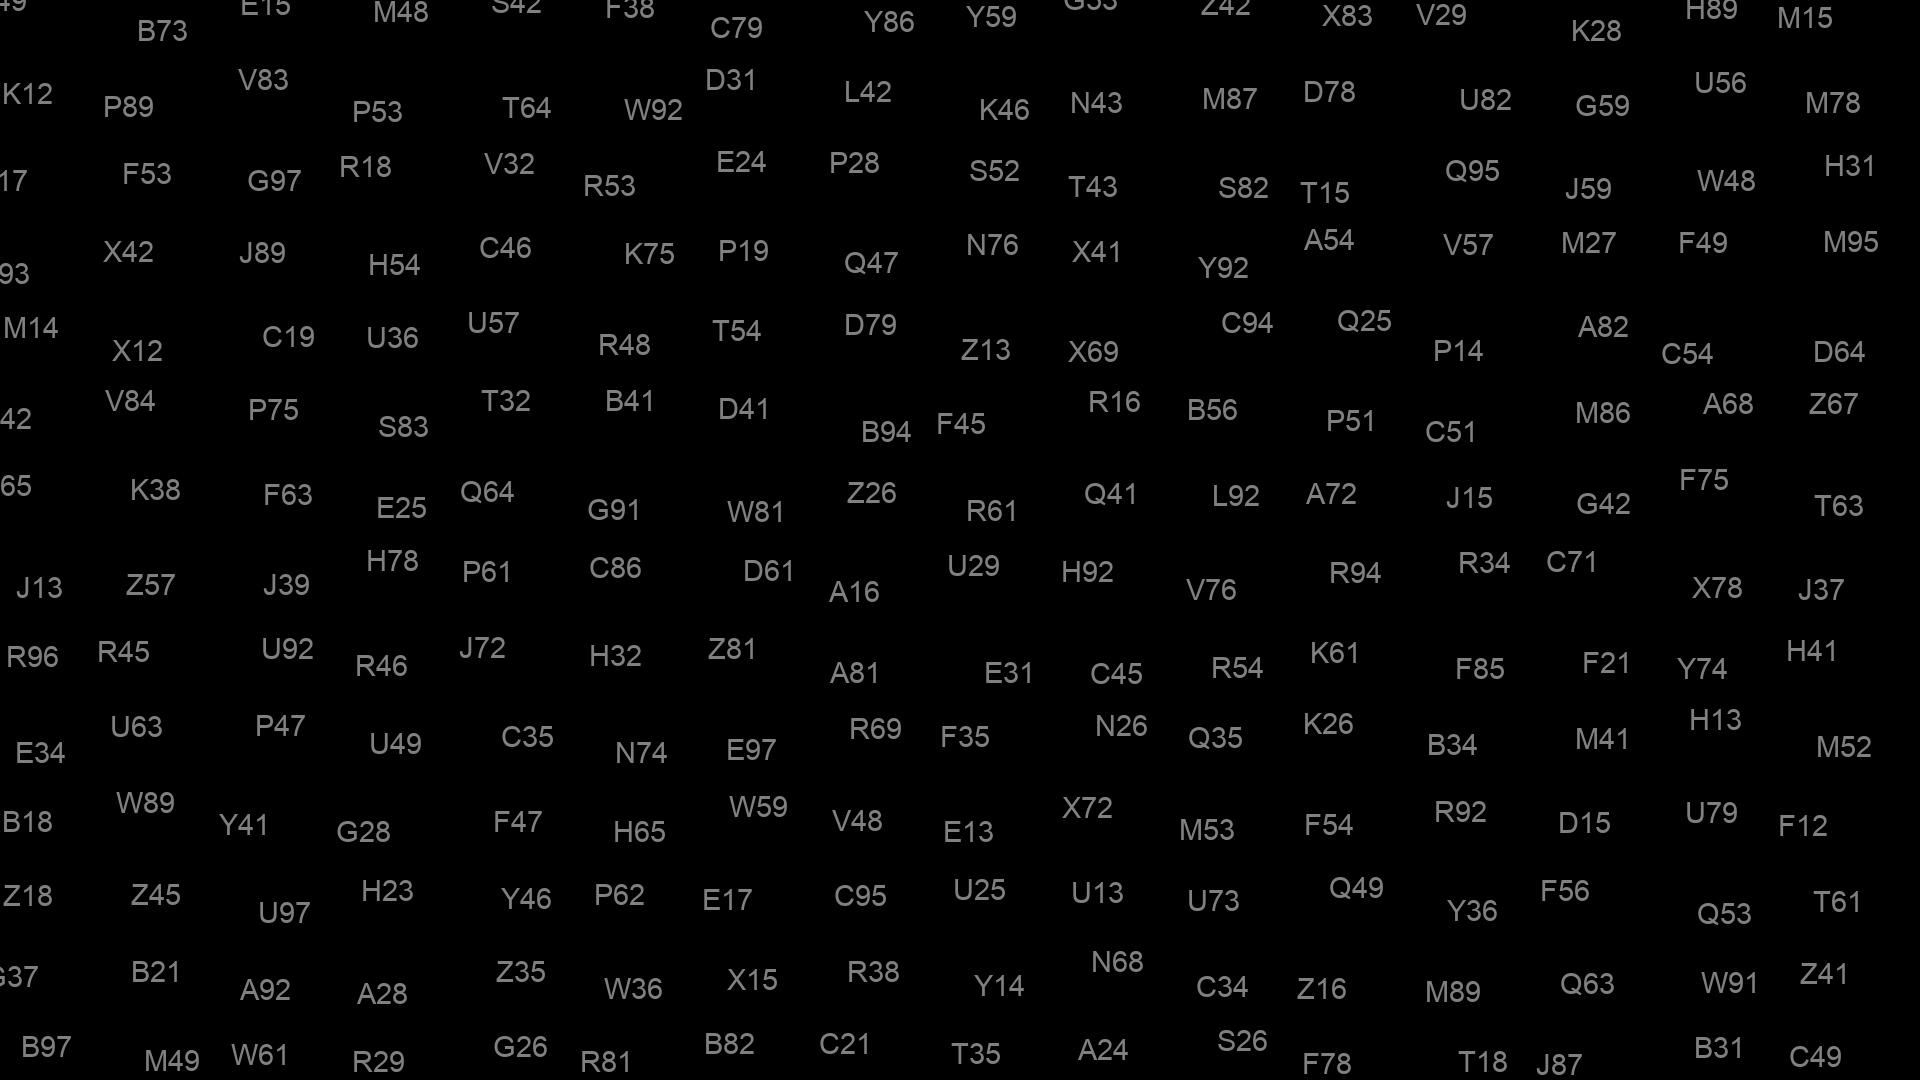 E15 M48 S42 F38 Y59 Z42 X83 V29 H89 M15
B73 C79 Y86 K28
K12 P89 V83 P53 T64 W92 D31 L42 K46 N43 M87 D78 U82 G59 U56 M78
17 F53 G97 R18 V32 R53 E24 P28 S52 T43 S82 T15 Q95 J59 W48 H31
93 X42 J89 H54 C46 K75 P19 Q47 N76 X41 Y92 A54 V57 M27 F49 M95
M14 X12 C19 U36 U57 R48 T54 D79 Z13 X69 C94 Q25 P14 A82 C54 D64
42 V84 P75 S83 T32 B41 D41 B94 F45 R16 B56 P51 C51 M86 A68 Z67
65 K38 F63 E25 Q64 G91 W81 Z26 R61 Q41 L92 A72 J15 G42 F75 T63
J13 Z57 J39 H78 P61 C86 D61 A16 U29 H92 V76 R94 R34 C71 X78 J37
R96 R45 U92 R46 J72 H32 Z81 A81 E31 C45 R54 K61 F85 F21 Y74 H41
E34 U63 P47 U49 C35 N74 E97 R69 F35 N26 Q35 K26 B34 M41 H13 M52
B18 W89 Y41 G28 F47 H65 W59 V48 E13 X72 M53 F54 R92 D15 U79 F12
Z18 Z45 U97 H23 Y46 P62 E17 C95 U25 U13 U73 Q49 Y36 F56 Q53 T61
G37 B21 A92 A28 Z35 W36 X15 R38 Y14 N68 C34 Z16 M89 Q63 W91 Z41
B97 M49 W61 R29 G26 R81 B82 C21 T35 A24 S26 F78 T18 J87 B31 C49